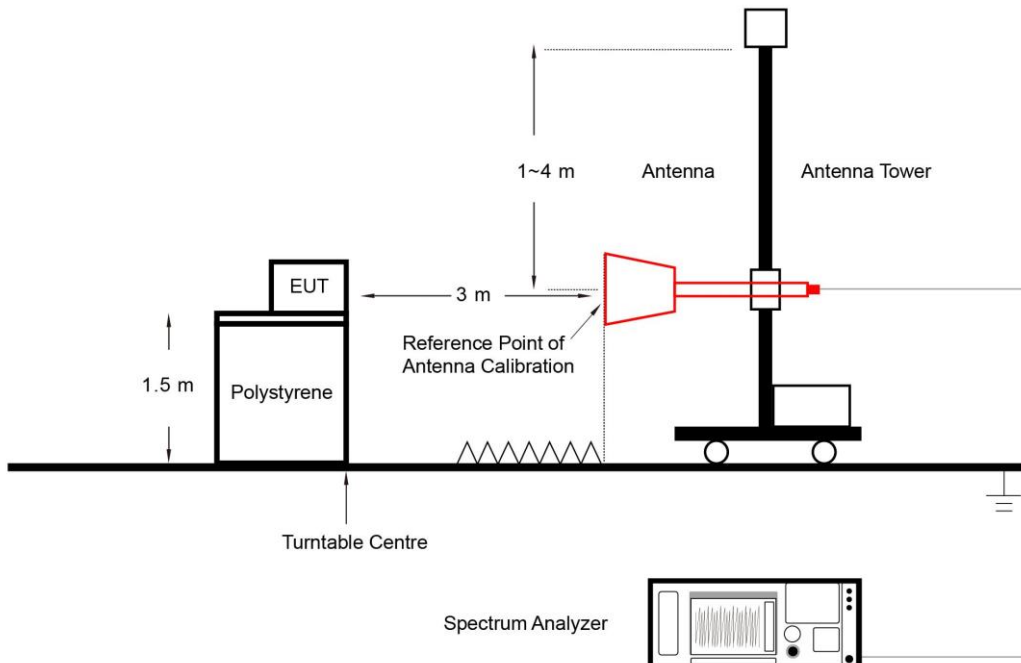 1~4 m
Antenna
Antenna Tower
EUT
3 m
Reference Point of
Antenna Calibration
1.5 m
Polystyrene
Turntable Centre
Spectrum Analyzer